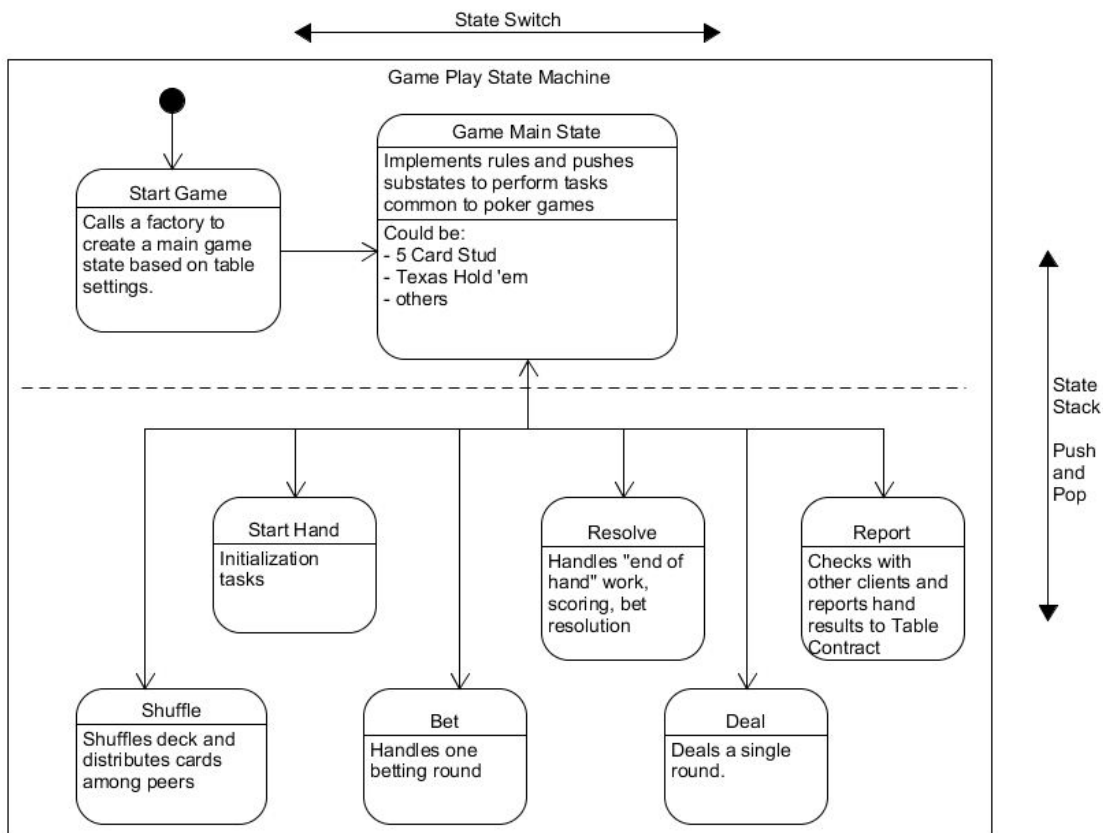 State Switch
Game Play State Machine
Game Main State
Implements rules and pushes
substates to perform tasks
common to poker games
Could be:
- 5 Card Stud
- Texas Hold 'em
- others
Start Game
Calls a factory to
create a main game
state based on table
settings.
State
Stack
Push
and
Pop
Start Hand
Initialization
tasks
Resolve
Handles "end of
hand" work,
scoring, bet
resolution
Report
Checks with
other clients and
reports hand
results to Table
Contract
Shuffle
Shuffles deck and
distributes cards
among peers
Bet
Handles one
betting round
Deal
Deals a single
round.